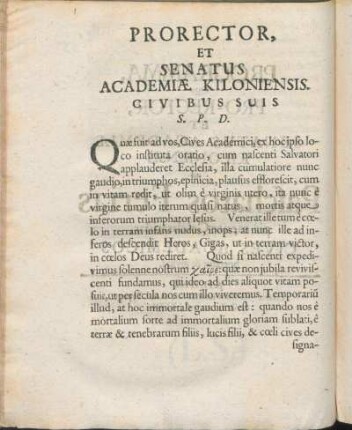 PRORECTOR,
ET
SENATUS
ACADEMIÆ KILONIENSIS.
CIVIBUS SUIS
S. P. D.
Quæ fuit ad vos, Cives Academici, ex hoc ipso lo-
co instituta oratio, cum nascenti Salvatori
applauderet Ecclesia, illa cumulatiore nunc
gaudio, in triumphos, epinicia, plausus efflorescit, cum
in vitam redit, ut olim è virginis utero, ita nunc è
virgine tumulo iterum quasi natus, mortis atque
inferorum triumphator Iesus. Venerat ille tum è cœ-
lo in terram infans nudus, inops; at nunc ille ad in-
feros descendit Heros, Gigas, ut in terram victor,
in cœlos Deus rediret. Quod si nascenti expedi-
vimus solenne nostrum χαῖρε: quæ non jubila revivi-
scenti fundamus, qui ideo ad dies aliquot vitam po-
suit, ut per secula nos cum illo viveremus. Temporariū
illud, at hoc immortale gaudium est: quando nos è
mortalium sorte ad immortalium gloriam sublati, è
terræ & tenebrarum filiis, lucis filii, & cœli cives de-
signa-